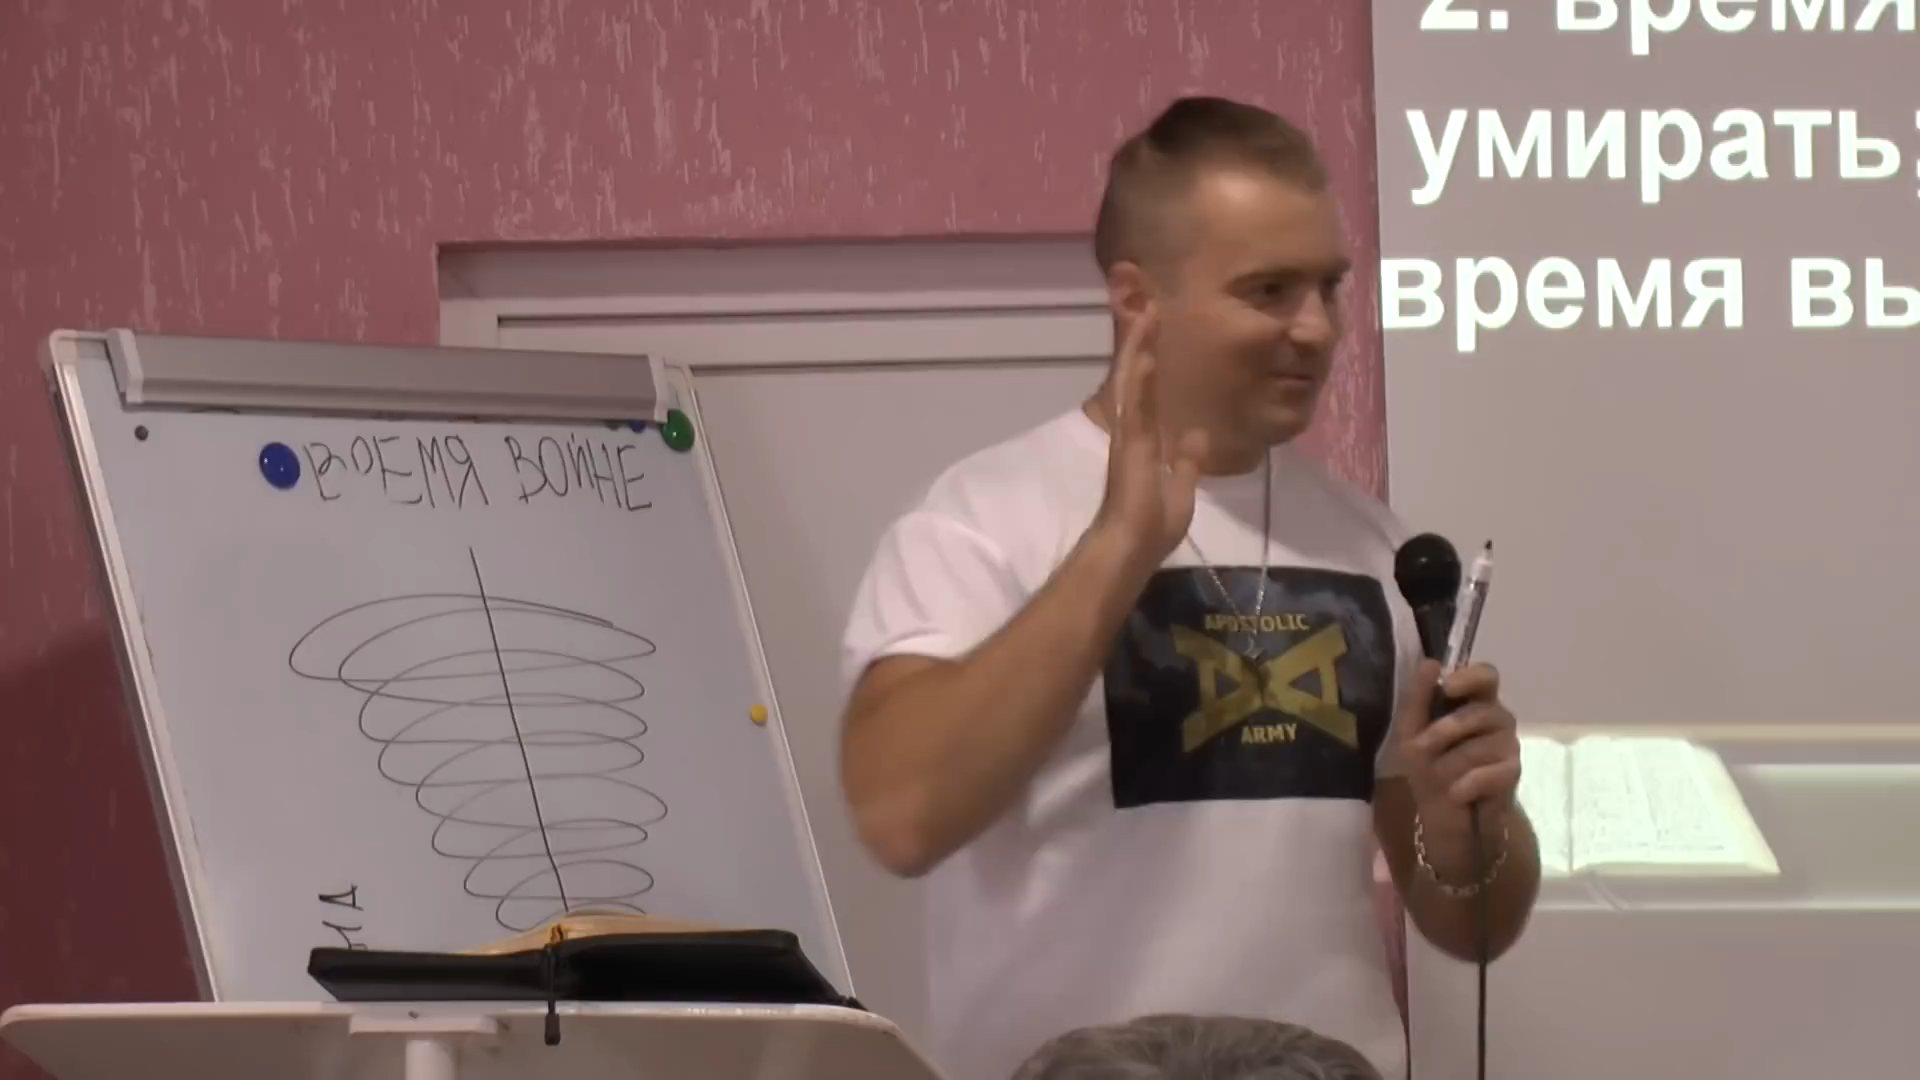 ВРЕМЯ ВОЙНЕ
2. время
умирать;
время вы
APOSTOLIC
ARMY